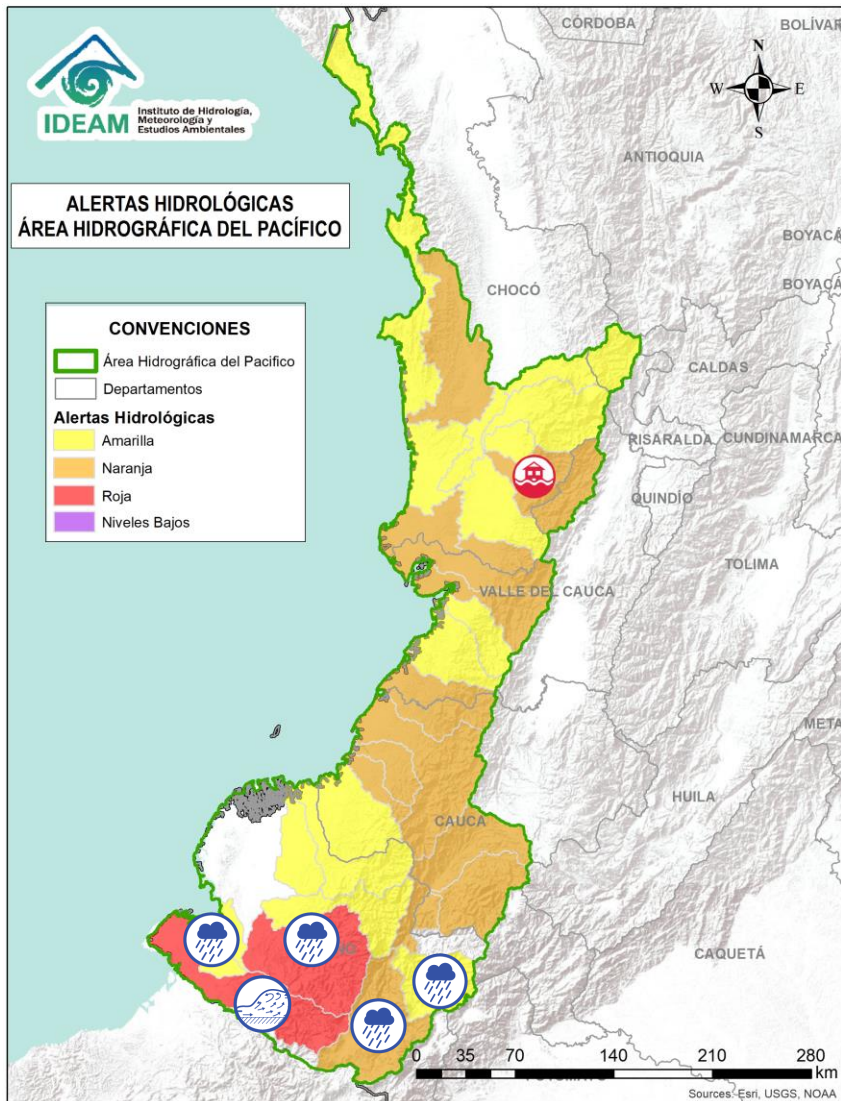 CÓRDOBA
BOLÍVAR
IDEAM
Instituto de Hidrología,
Meteorología y
Estudios Ambientales
N
W
E
S
ANTIOQUIA
ALERTAS HIDROLÓGICAS
ÁREA HIDROGRÁFICA DEL PACÍFICO
BOYACÁ
BOYACÁ
CHOCÓ
CONVENCIONES
Área Hidrográfica del Pacifico
Departamentos
Alertas Hidrológicas
Amarilla
Naranja
Roja
Niveles Bajos
CALDAS
RISARALDA
CUNDINAMARCA
QUINDÍO
TOLIMA
VALLE DEL CAUCA
META
HUILA
CAUCA
CAQUETÁ
0 35 70 140 210 280
km
Sources: Esri, USGS, NOAA